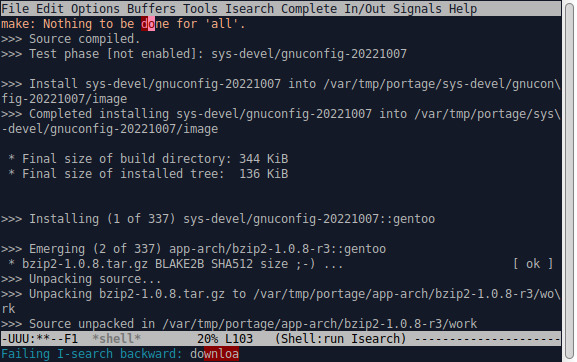 File Edit Options Buffers Tools Isearch Complete In/Out Signals Help
make: Nothing to be done for 'all'.
>>> Source compiled.
>>> Test phase [not enabled]: sys-devel/gnuconfig-20221007
>>> Install sys-devel/gnuconfig-20221007 into /var/tmp/portage/sys-devel/gnucon\
fig-20221007/image
>>> Completed installing sys-devel/gnuconfig-20221007 into /var/tmp/portage/sys\
-devel/gnuconfig-20221007/image
* Final size of build directory: 344 KiB
* Final size of installed tree:  136 KiB
>>> Installing (1 of 337) sys-devel/gnuconfig-20221007::gentoo
>>> Emerging (2 of 337) app-arch/bzip2-1.0.8-r3::gentoo
* bzip2-1.0.8.tar.gz BLAKE2B SHA512 size ;-) ... [ ok ]
>>> Unpacking source...
>>> Unpacking bzip2-1.0.8.tar.gz to /var/tmp/portage/app-arch/bzip2-1.0.8-r3/wo\
rk
>>> Source unpacked in /var/tmp/portage/app-arch/bzip2-1.0.8-r3/work
-UUU:**--F1  *shell*        20% L103   (Shell:run Isearch) --------------------
Failing I-search backward: downloa